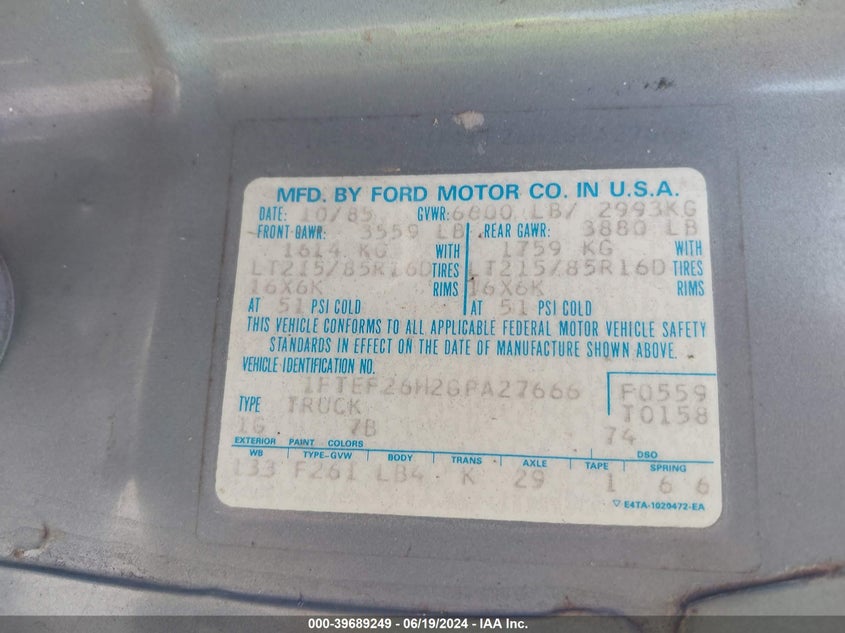 MFD. BY FORD MOTOR CO. IN U.S.A.
DATE: 10/85 GVWR: 6600 LB/ 2993KG
FRONT GAWR: 3559 LB REAR GAWR: 3880 LB
1614 KG WITH 1759 KG WITH
LT215/85R16D TIRES LT215/85R16D TIRES
16X6K RIMS 16X6K RIMS
AT 51 PSI COLD AT 51 PSI COLD
THIS VEHICLE CONFORMS TO ALL APPLICABLE FEDERAL MOTOR VEHICLE SAFETY
STANDARDS IN EFFECT ON THE DATE OF MANUFACTURE SHOWN ABOVE.
VEHICLE IDENTIFICATION NO.
1FTEF26H2GPA27666 F0559
TYPE TRUCK T0158
1G 7B 74
EXTERIOR PAINT COLORS DSO
WB TYPE-GVW BODY TRANS AXLE TAPE SPRING
133 F261 LB4 K 29 1 6 6
▽ E4TA-1020472-EA
000-39689249 - 06/19/2024 - IAA Inc.